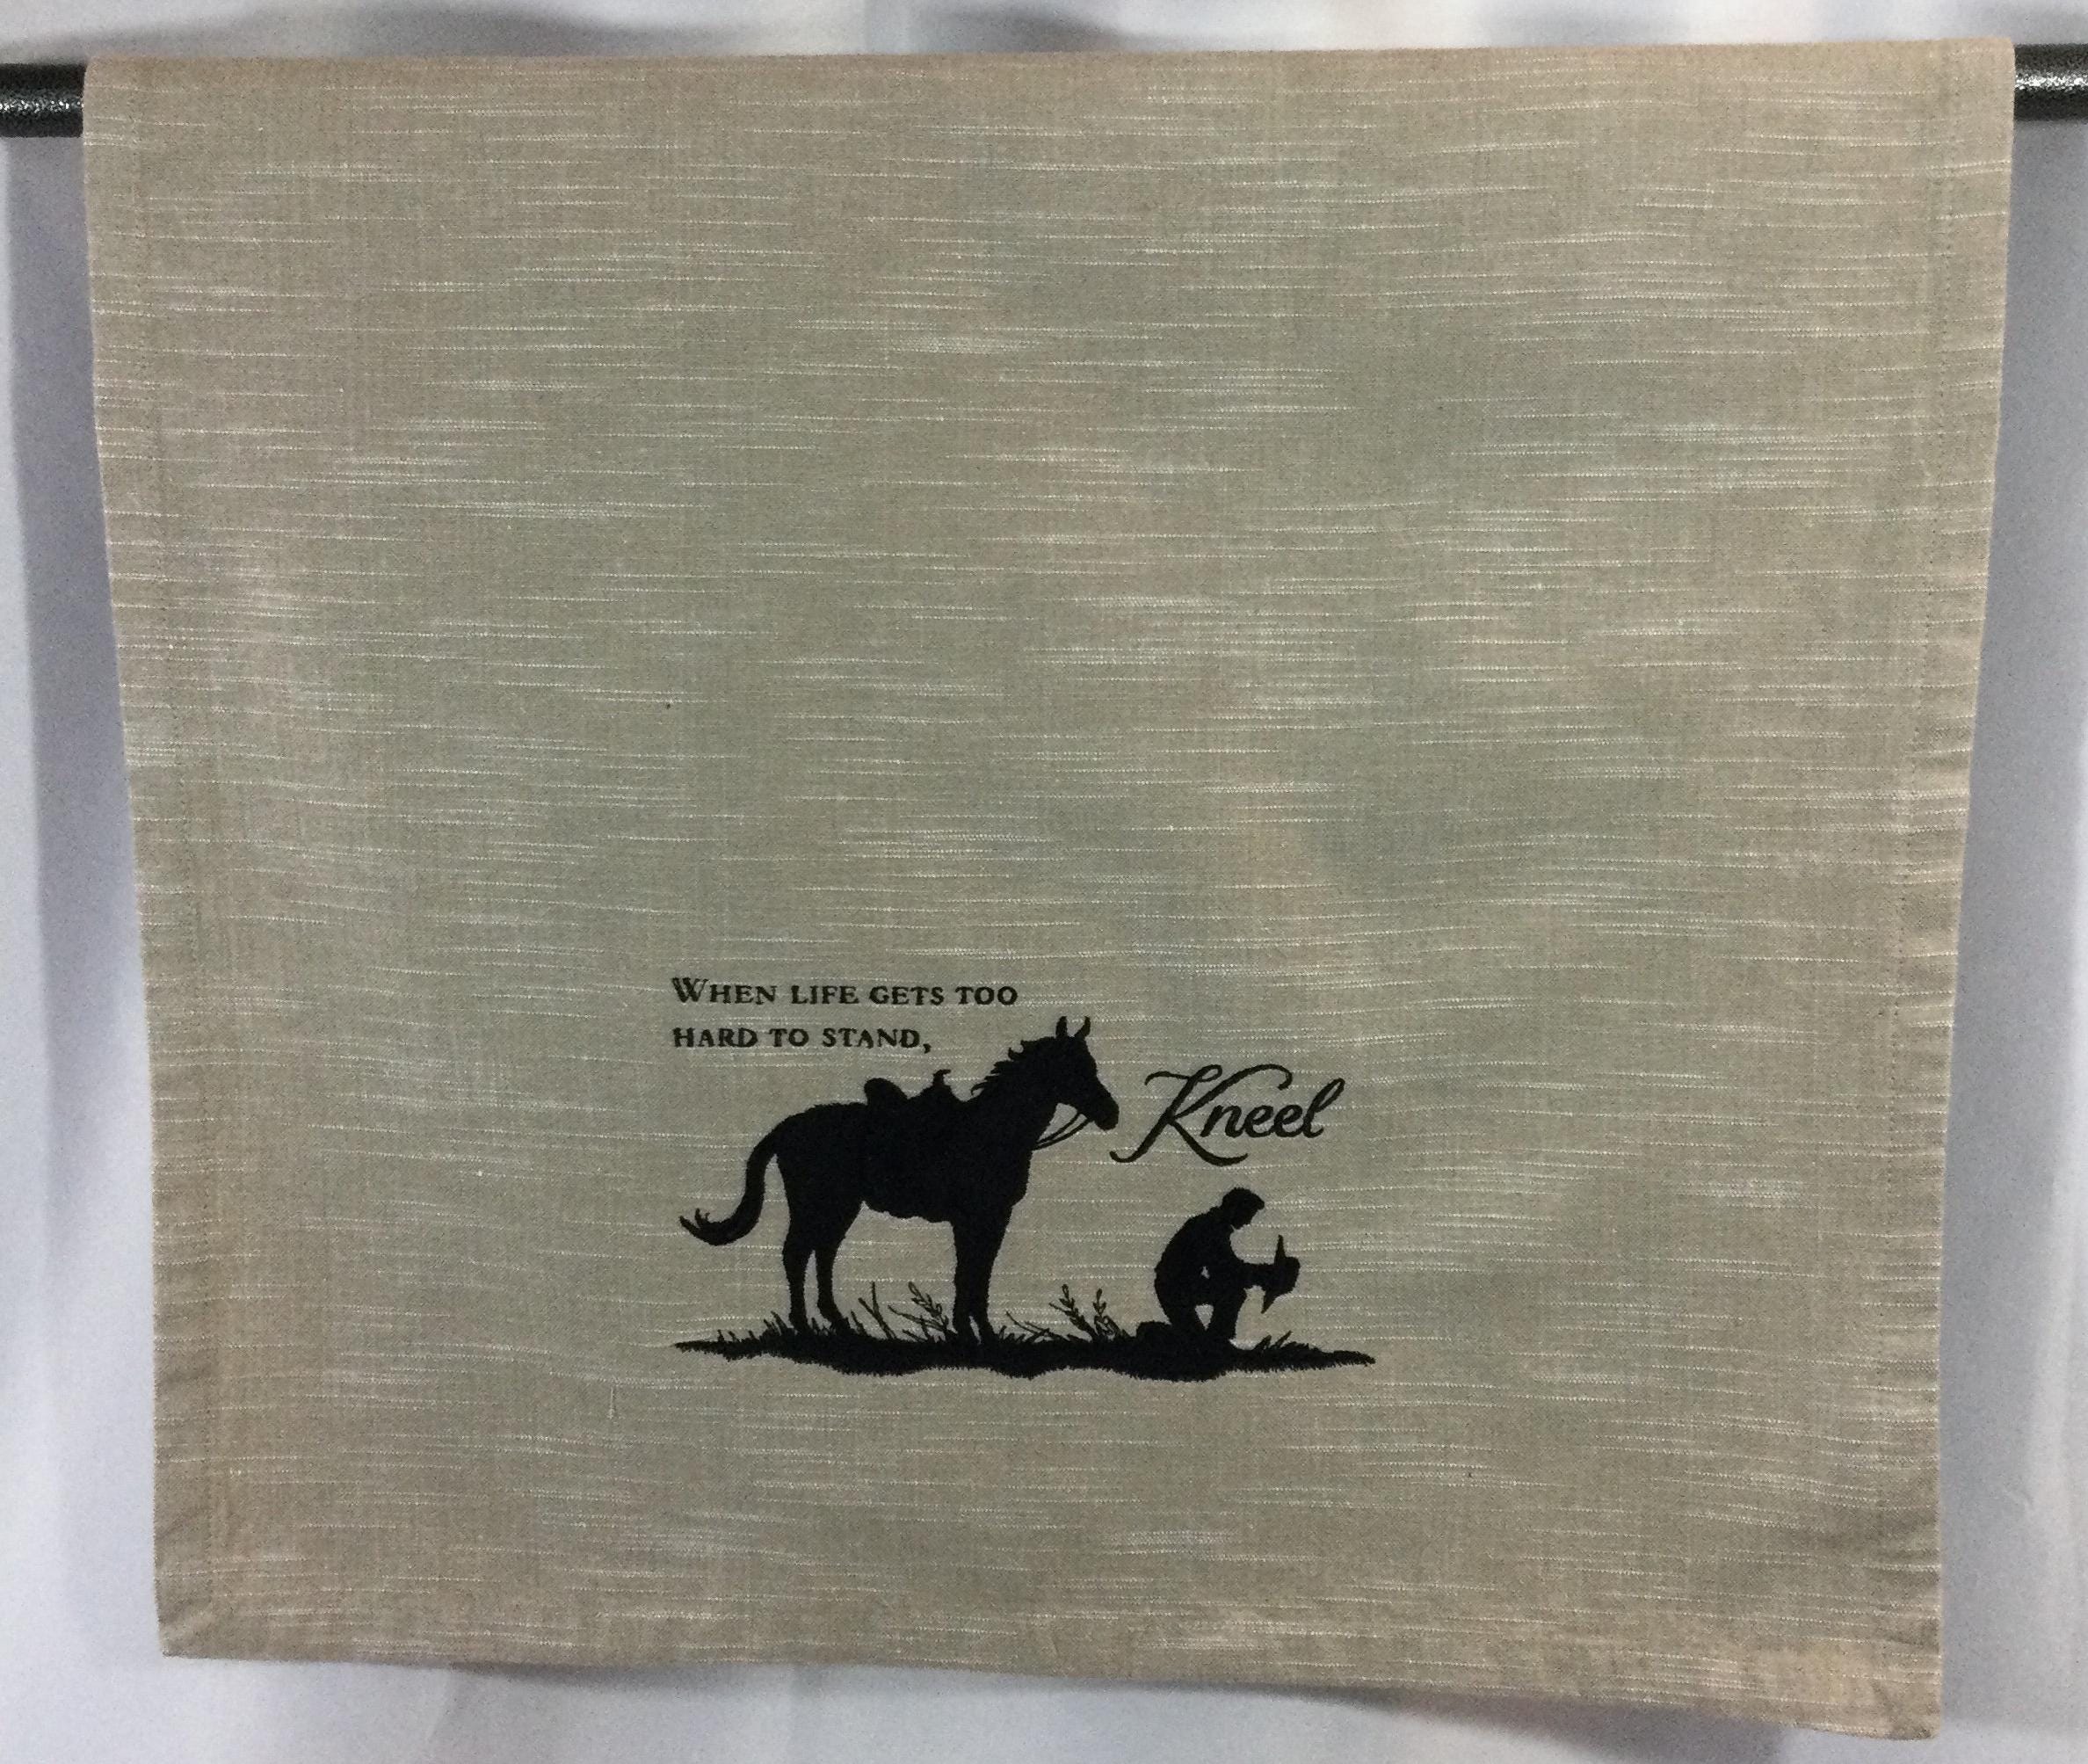 When life gets too
hard to stand,
Kneel